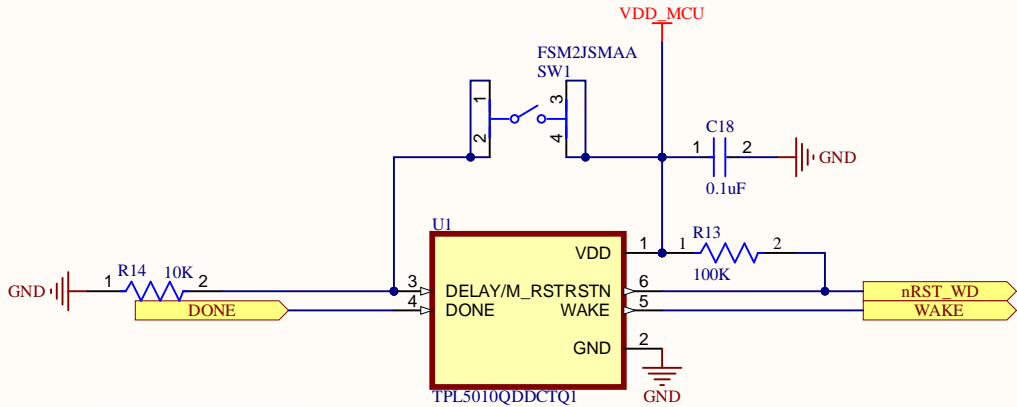 VDD_MCU
FSM2JSMAA
SW1
1
2
3
4
C18
1
2
0.1uF
GND
U1
VDD
1
R13
1
2
100K
GND
1
R14
10K
2
3
DELAY/M_RST
RSTN
6
nRST_WD
DONE
4
DONE
WAKE
5
WAKE
GND
2
GND
TPL5010QDDCTQ1